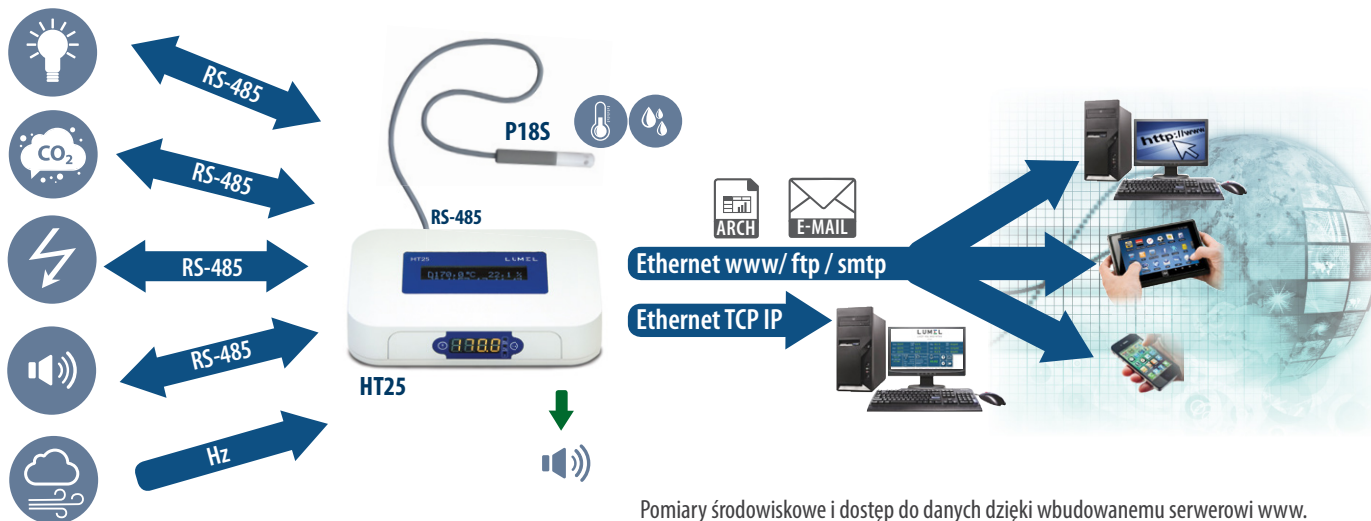 RS-485
CO₂
RS-485
RS-485
RS-485
Hz
P18S
RS-485
HT25 LUMEL
HT25
ARCH
E-MAIL
Ethernet www/ ftp / smtp
Ethernet TCP IP
LUMEL
http://www
Pomiary środowiskowe i dostęp do danych dzięki wbudowanemu serwerowi www.